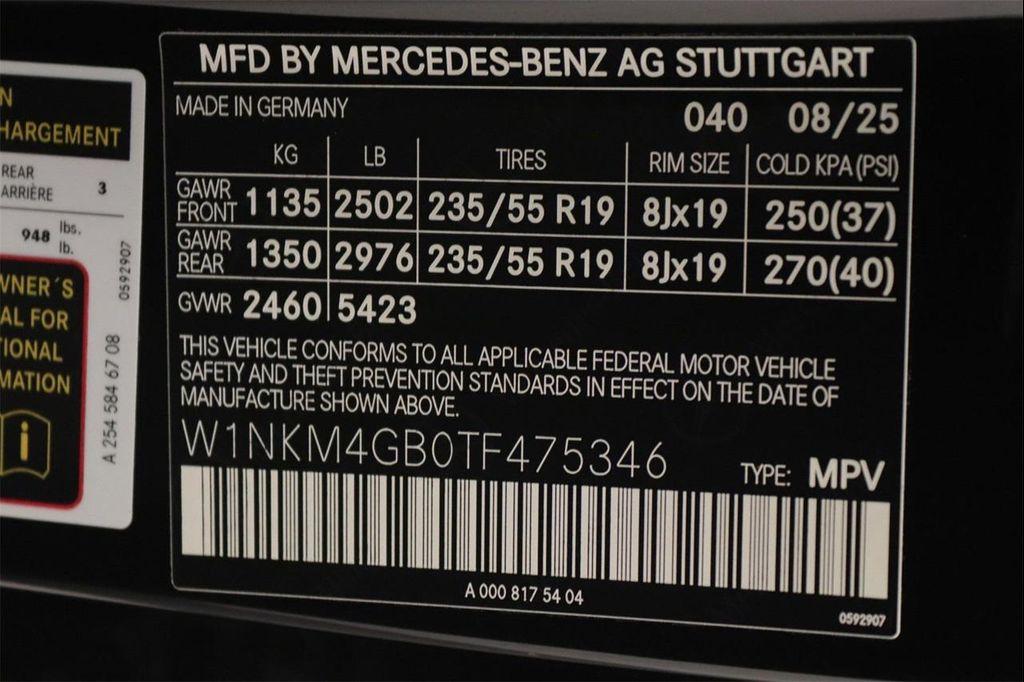 N
HARGEMENT
REAR
ARRIÈRE
3
948 lbs.
lb.
WNER´S
AL FOR
IONAL
MATION
i
0592907
A 254 584 67 08
MFD BY MERCEDES-BENZ AG STUTTGART
MADE IN GERMANY 040 08/25
KG LB TIRES RIM SIZE COLD KPA(PSI)
GAWR FRONT 1135 2502 235/55 R19 8Jx19 250(37)
GAWR REAR 1350 2976 235/55 R19 8Jx19 270(40)
GVWR 2460 5423
THIS VEHICLE CONFORMS TO ALL APPLICABLE FEDERAL MOTOR VEHICLE
SAFETY AND THEFT PREVENTION STANDARDS IN EFFECT ON THE DATE OF
MANUFACTURE SHOWN ABOVE.
W1NKM4GB0TF475346
TYPE: MPV
A 000 817 54 04
0592907